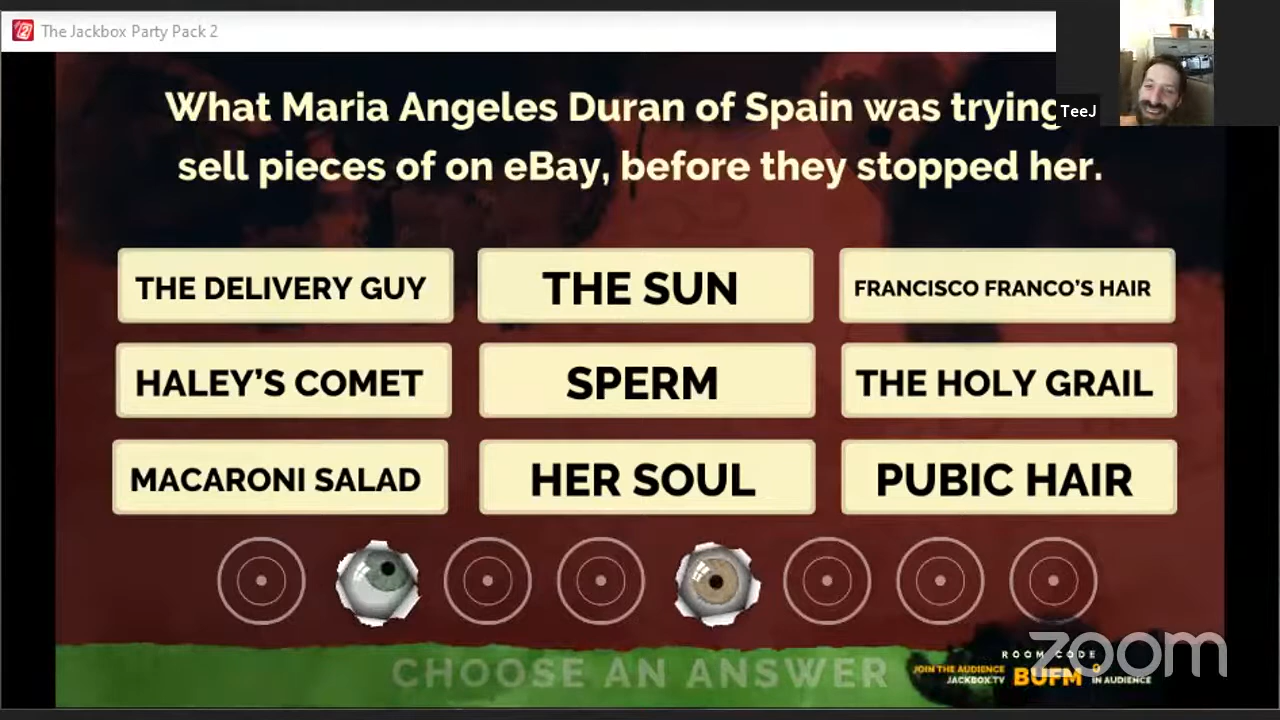 The Jackbox Party Pack 2
TeeJ
What Maria Angeles Duran of Spain was trying
sell pieces of on eBay, before they stopped her.
THE DELIVERY GUY
THE SUN
FRANCISCO FRANCO'S HAIR
HALEY'S COMET
SPERM
THE HOLY GRAIL
MACARONI SALAD
HER SOUL
PUBIC HAIR
CHOOSE AN ANSWER
ROOM CODE
JOIN THE AUDIENCE
JACKBOX.TV
BUFM
0
IN AUDIENCE
zoom